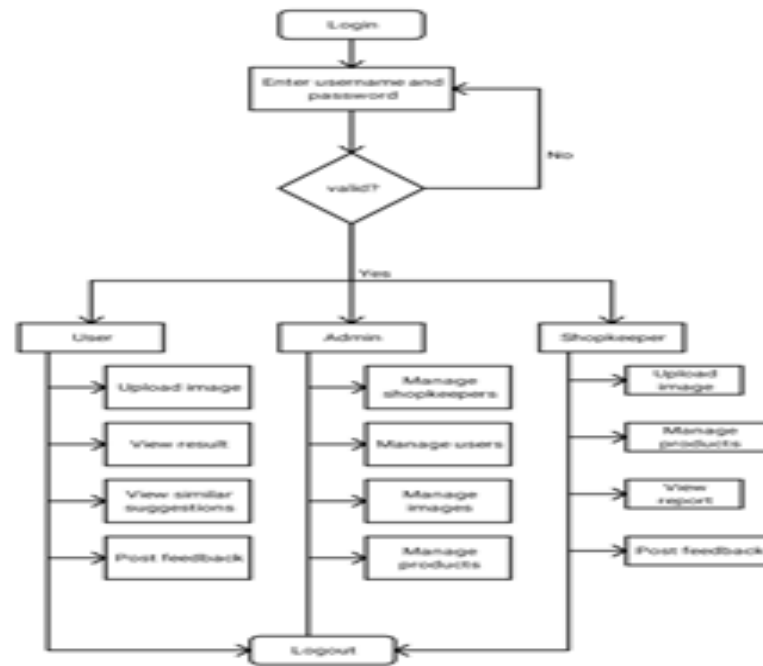 Login
Enter username and
password
No
valid?
Yes
User
Admin
Shopkeeper
Upload image
View result
View similar
suggestions
Post feedback
Manage
shopkeepers
Manage users
Manage
images
Manage
products
Upload
image
Manage
products
View
report
Post feedback
Logout